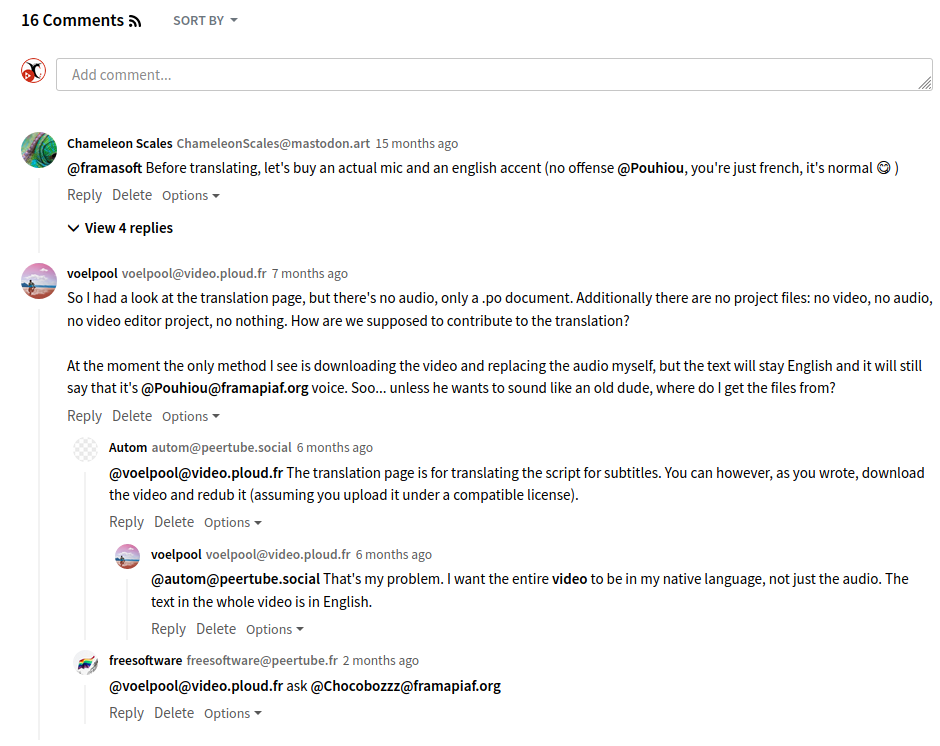 16 Comments SORT BY
Add comment...
Chameleon Scales ChameleonScales@mastodon.art 15 months ago
@framasoft Before translating, let's buy an actual mic and an english accent (no offense @Pouhiou, you're just french, it's normal 😋 )
Reply Delete Options
View 4 replies
voelpool voelpool@video.ploud.fr 7 months ago
So I had a look at the translation page, but there's no audio, only a .po document. Additionally there are no project files: no video, no audio,
no video editor project, no nothing. How are we supposed to contribute to the translation?
At the moment the only method I see is downloading the video and replacing the audio myself, but the text will stay English and it will still
say that it's @Pouhiou@framapiaf.org voice. Soo... unless he wants to sound like an old dude, where do I get the files from?
Reply Delete Options
Autom autom@peertube.social 6 months ago
@voelpool@video.ploud.fr The translation page is for translating the script for subtitles. You can however, as you wrote, download
the video and redub it (assuming you upload it under a compatible license).
Reply Delete Options
voelpool voelpool@video.ploud.fr 6 months ago
@autom@peertube.social That's my problem. I want the entire video to be in my native language, not just the audio. The
text in the whole video is in English.
Reply Delete Options
freesoftware freesoftware@peertube.fr 2 months ago
@voelpool@video.ploud.fr ask @Chocobozzz@framapiaf.org
Reply Delete Options